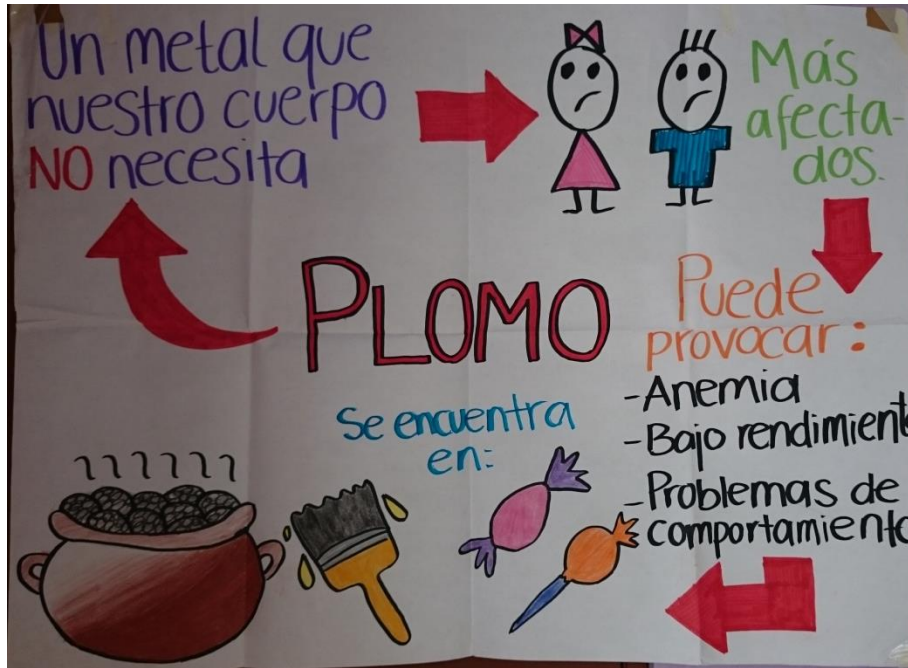 Un metal que
nuestro cuerpo
NO necesita
Más
afecta-
dos.
PLOMO
Puede
provocar:
-Anemia
-Bajo rendimient
-Problemas de
comportamiento
Se encuentra
en: